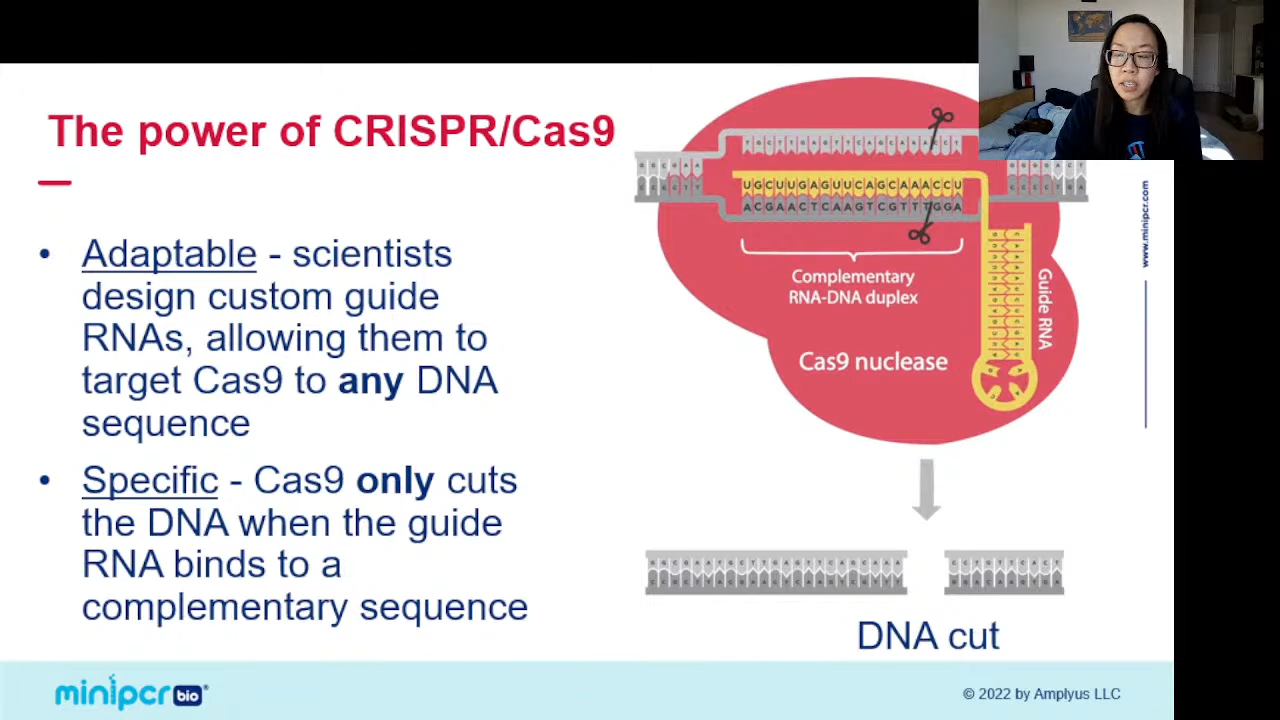 The power of CRISPR/Cas9
• Adaptable - scientists
design custom guide
RNAs, allowing them to
target Cas9 to any DNA
sequence
• Specific - Cas9 only cuts
the DNA when the guide
RNA binds to a
complementary sequence
UGCUUGAGUUCAGCAAACCU
ACGAACTCAAGTCGTTTGGA
Complementary
RNA-DNA duplex
Guide RNA
Cas9 nuclease
DNA cut
www.minipcr.com
minipcr bio®
© 2022 by Amplyus LLC